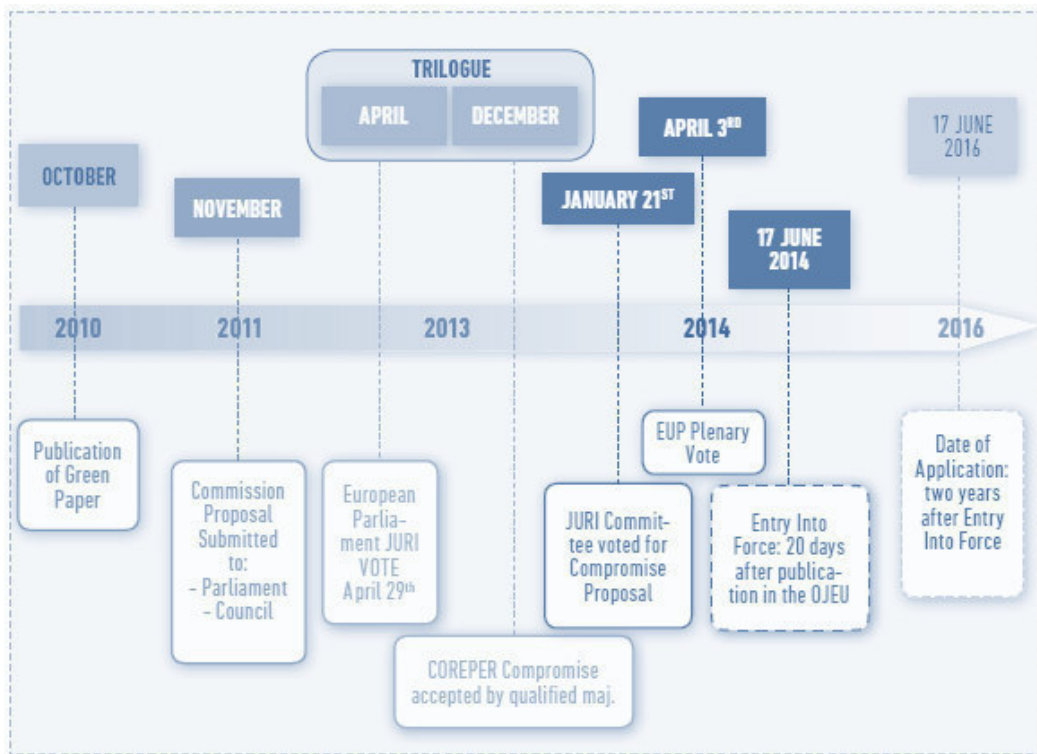 TRILOGUE
APRIL
DECEMBER
APRIL 3RD
17 JUNE
2016
OCTOBER
NOVEMBER
JANUARY 21ST
17 JUNE
2014
2010
2011
2013
2014
2016
Publication
of Green
Paper
Commission
Proposal
Submitted
to:
- Parliament
- Council
European
Parlia-
ment JURI
VOTE
April 29th
COREPER Compromise
accepted by qualified maj.
JURI Commit-
tee voted for
Compromise
Proposal
EUP Plenary
Vote
Entry Into
Force: 20 days
after publica-
tion in the OJEU
Date of
Application:
two years
after Entry
Into Force